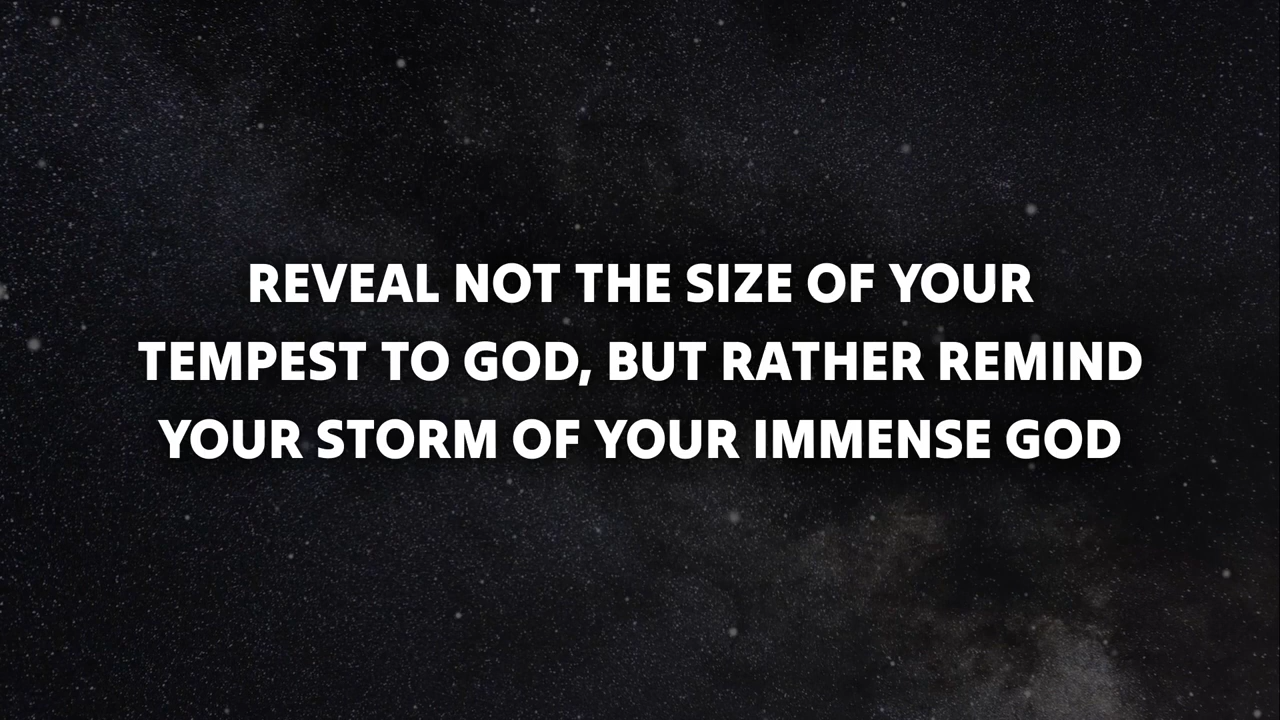 REVEAL NOT THE SIZE OF YOUR
TEMPEST TO GOD, BUT RATHER REMIND
YOUR STORM OF YOUR IMMENSE GOD